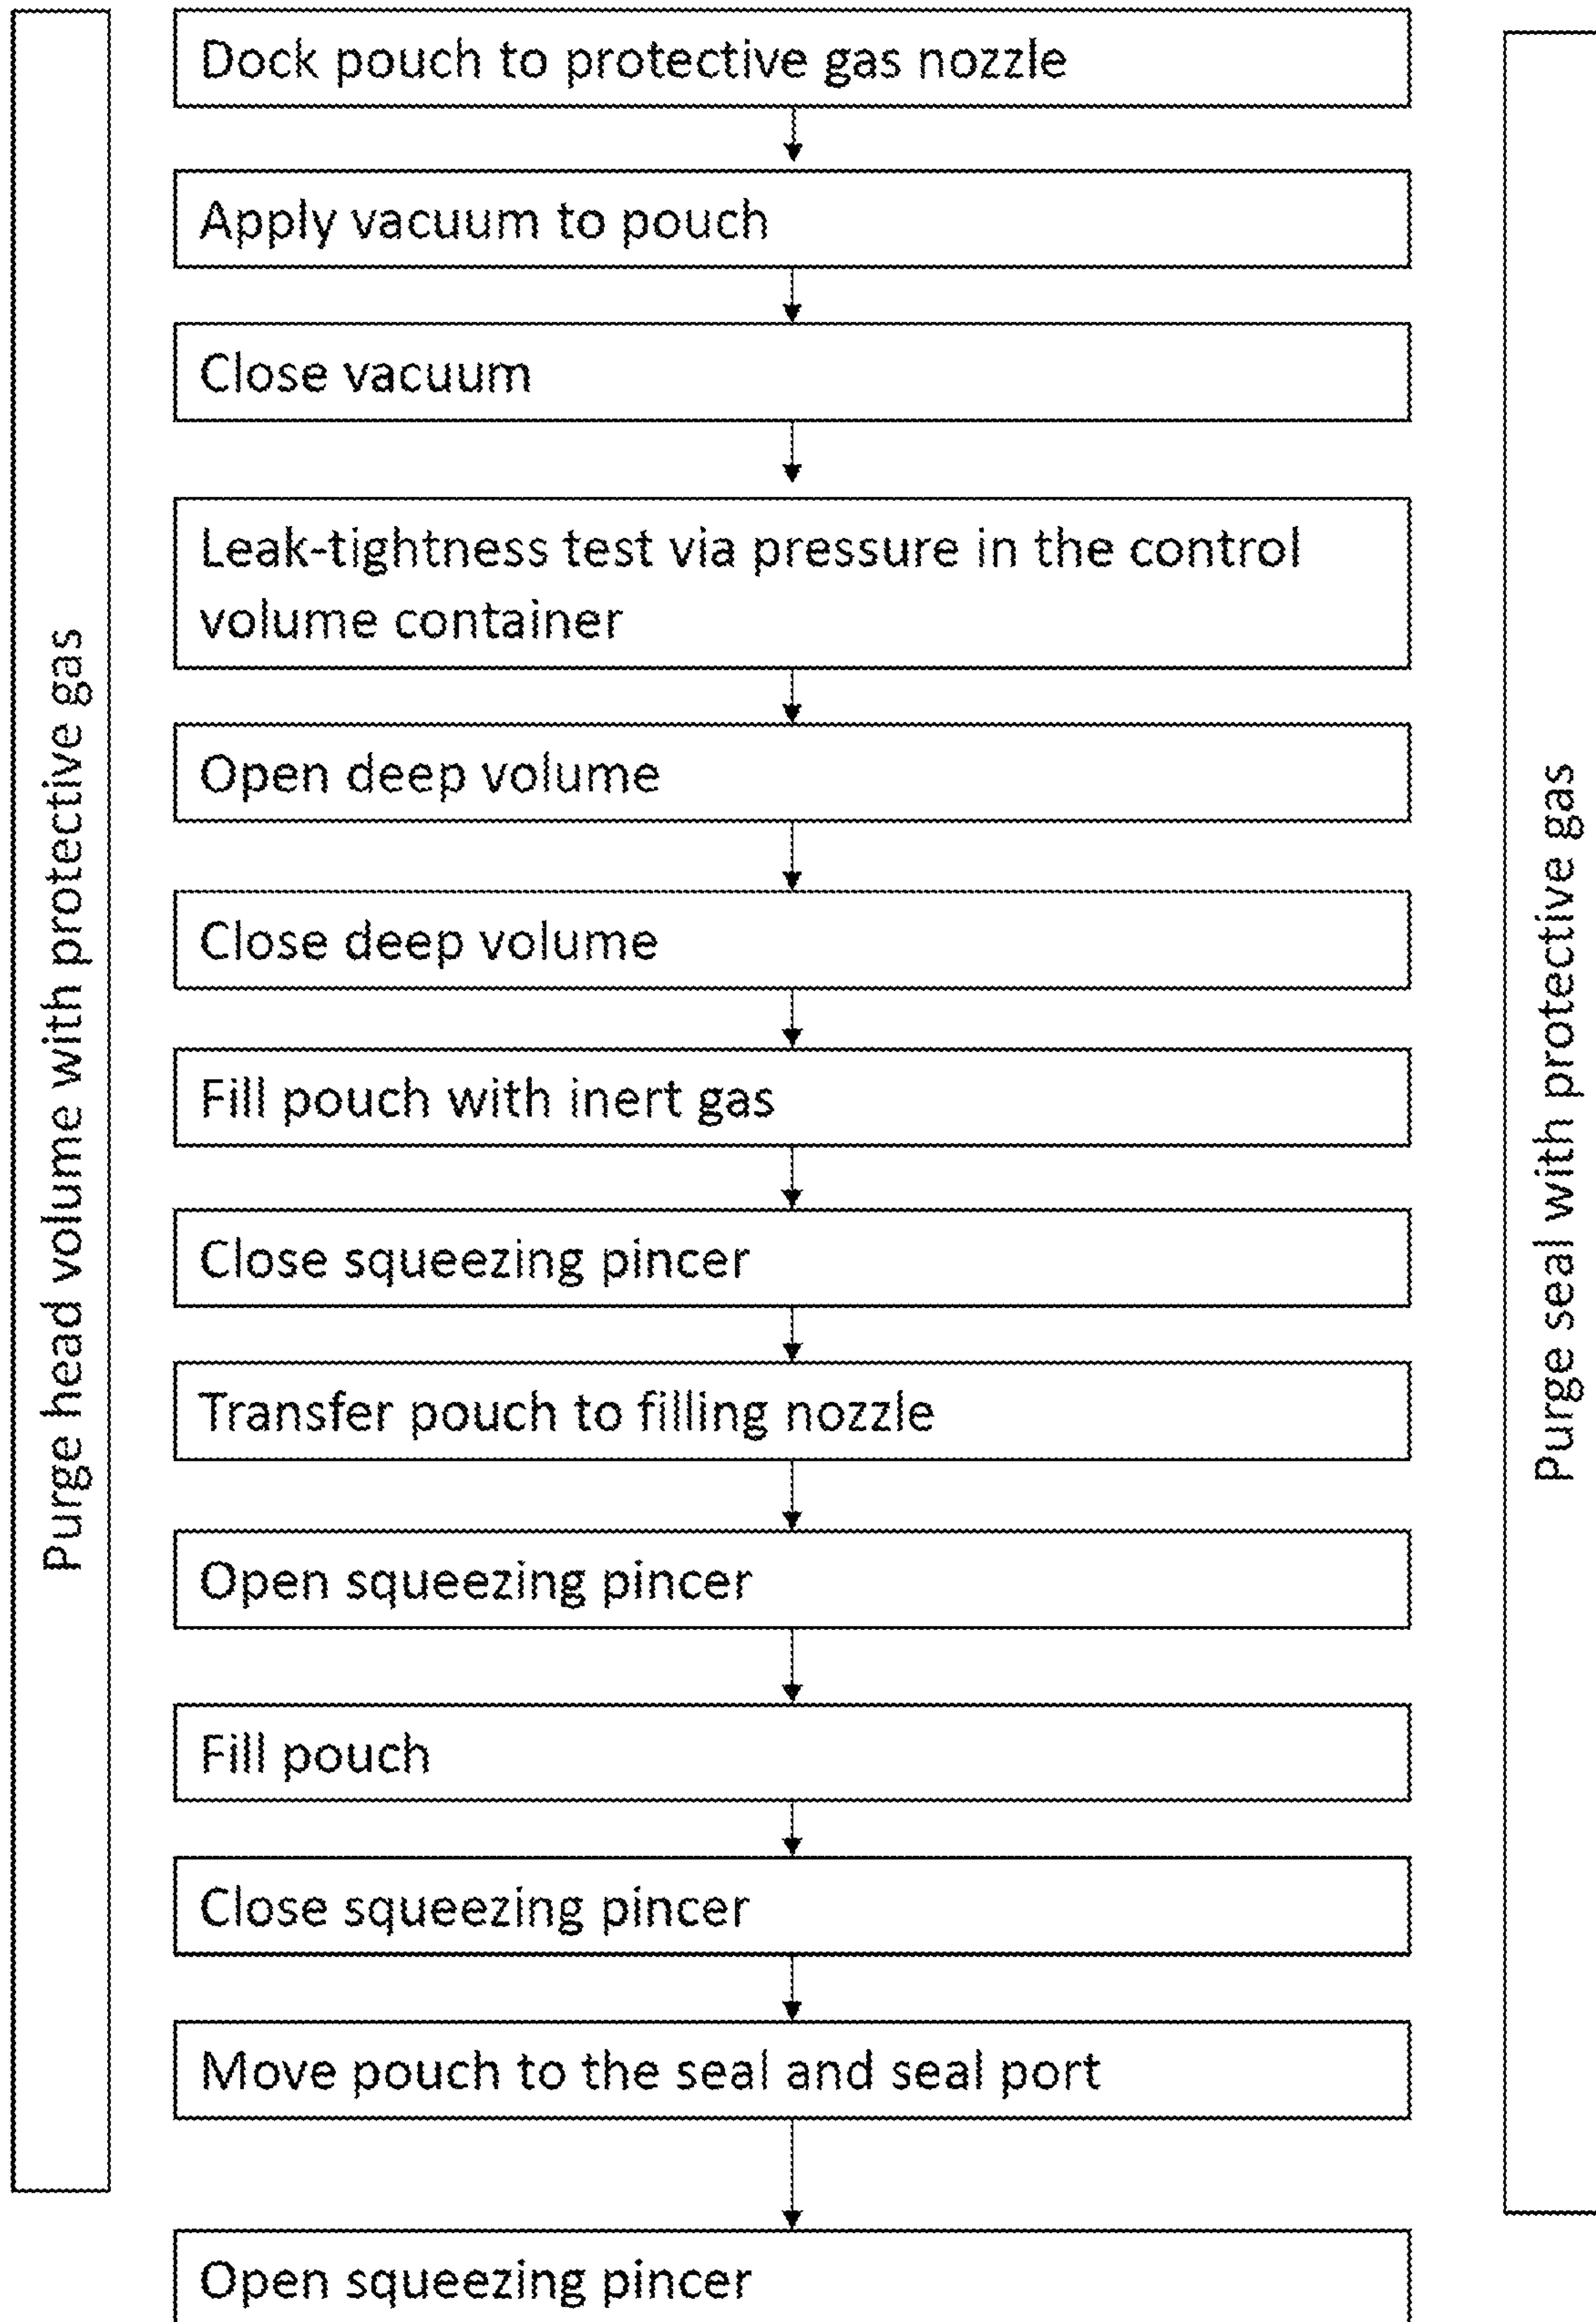 Purge head volume with protective gas
Dock pouch to protective gas nozzle
Apply vacuum to pouch
Close vacuum
Leak-tightness test via pressure in the control
volume container
Open deep volume
Close deep volume
Fill pouch with inert gas
Close squeezing pincer
Transfer pouch to filling nozzle
Open squeezing pincer
Fill pouch
Close squeezing pincer
Move pouch to the seal and seal port
Open squeezing pincer
Purge seal with protective gas